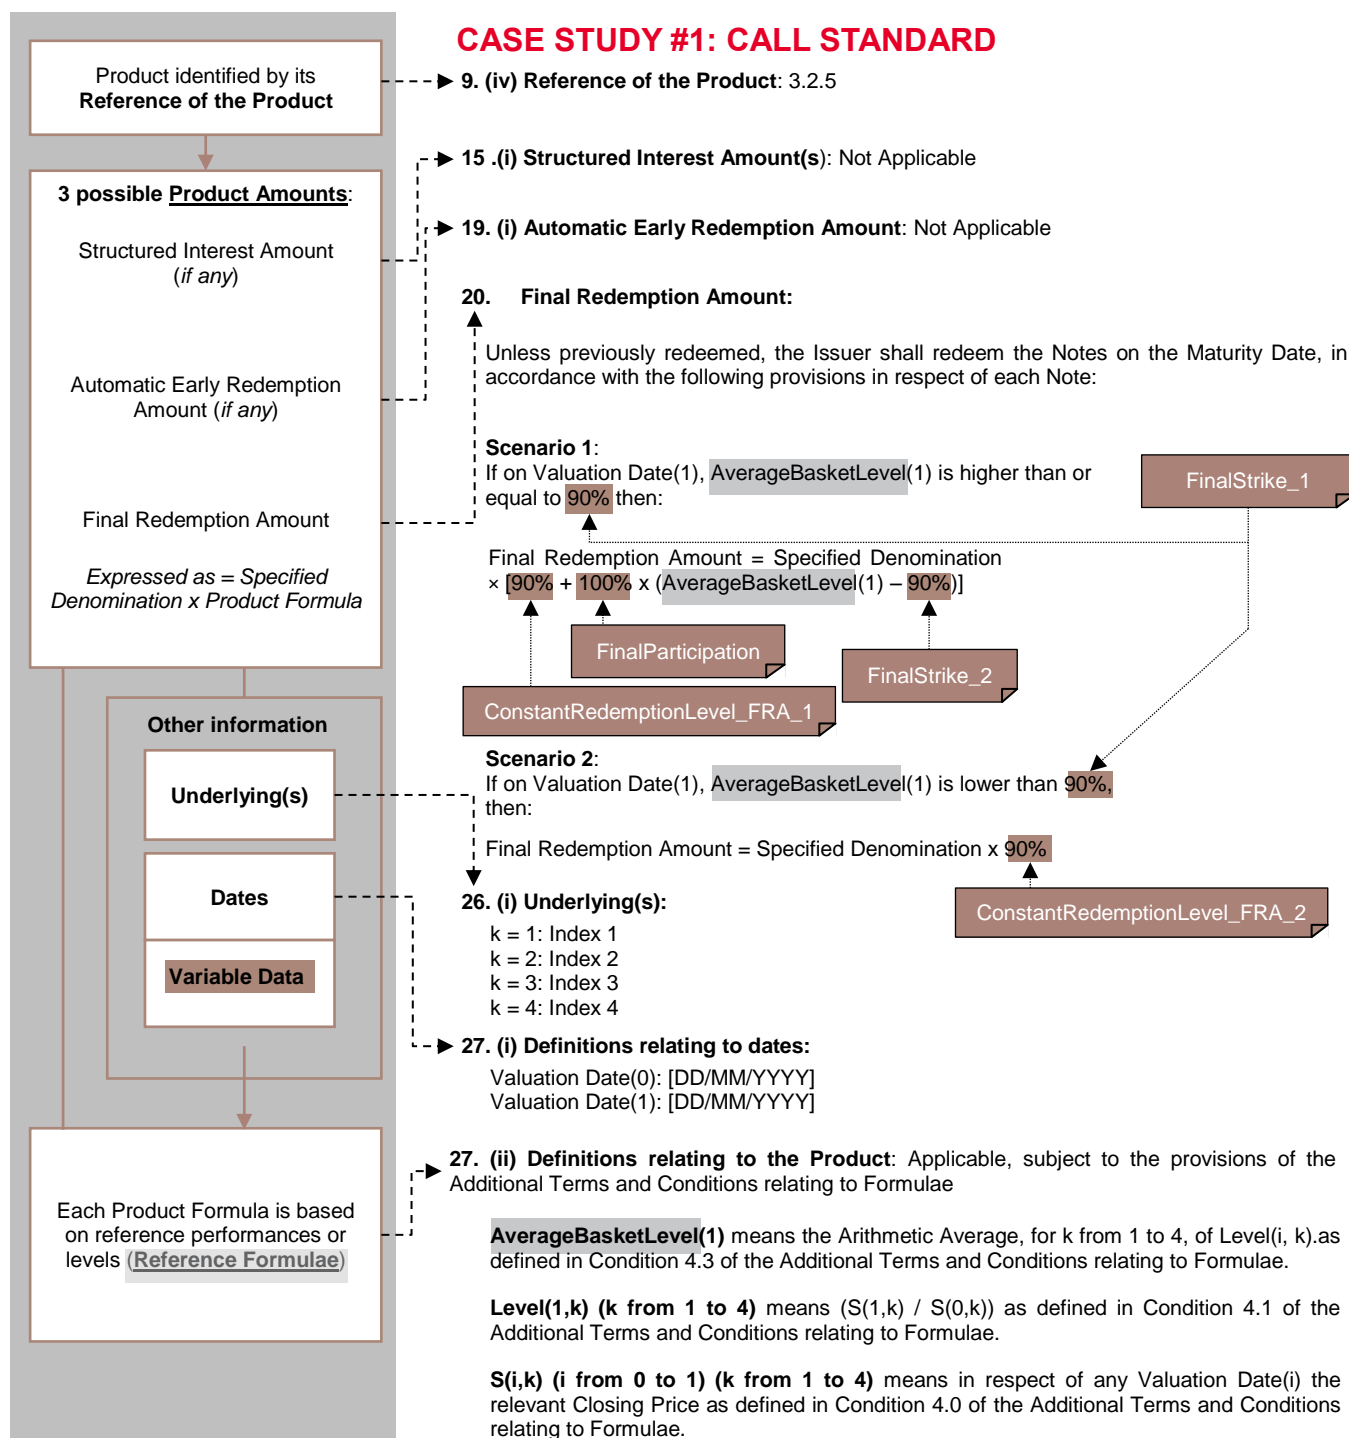 CASE STUDY #1: CALL STANDARD
Product identified by its
Reference of the Product
9. (iv) Reference of the Product: 3.2.5
15 .(i) Structured Interest Amount(s): Not Applicable
3 possible Product Amounts:
19. (i) Automatic Early Redemption Amount: Not Applicable
Structured Interest Amount
(if any)
20. Final Redemption Amount:
Unless previously redeemed, the Issuer shall redeem the Notes on the Maturity Date, in
accordance with the following provisions in respect of each Note:
Automatic Early Redemption
Amount (if any)
Scenario 1:
If on Valuation Date(1), AverageBasketLevel(1) is higher than or
equal to 90% then:
FinalStrike_1
Final Redemption Amount
Expressed as = Specified
Denomination x Product Formula
Final Redemption Amount = Specified Denomination
× [90% + 100% x (AverageBasketLevel(1) – 90%)]
FinalParticipation
FinalStrike_2
ConstantRedemptionLevel_FRA_1
Other information
Scenario 2:
If on Valuation Date(1), AverageBasketLevel(1) is lower than 90%,
then:
Underlying(s)
Final Redemption Amount = Specified Denomination x 90%
ConstantRedemptionLevel_FRA_2
Dates
26. (i) Underlying(s):
k = 1: Index 1
k = 2: Index 2
k = 3: Index 3
k = 4: Index 4
Variable Data
27. (i) Definitions relating to dates:
Valuation Date(0): [DD/MM/YYYY]
Valuation Date(1): [DD/MM/YYYY]
27. (ii) Definitions relating to the Product: Applicable, subject to the provisions of the
Additional Terms and Conditions relating to Formulae
Each Product Formula is based
on reference performances or
levels (Reference Formulae)
AverageBasketLevel(1) means the Arithmetic Average, for k from 1 to 4, of Level(i, k).as
defined in Condition 4.3 of the Additional Terms and Conditions relating to Formulae.
Level(1,k) (k from 1 to 4) means (S(1,k) / S(0,k)) as defined in Condition 4.1 of the
Additional Terms and Conditions relating to Formulae.
S(i,k) (i from 0 to 1) (k from 1 to 4) means in respect of any Valuation Date(i) the
relevant Closing Price as defined in Condition 4.0 of the Additional Terms and Conditions
relating to Formulae.